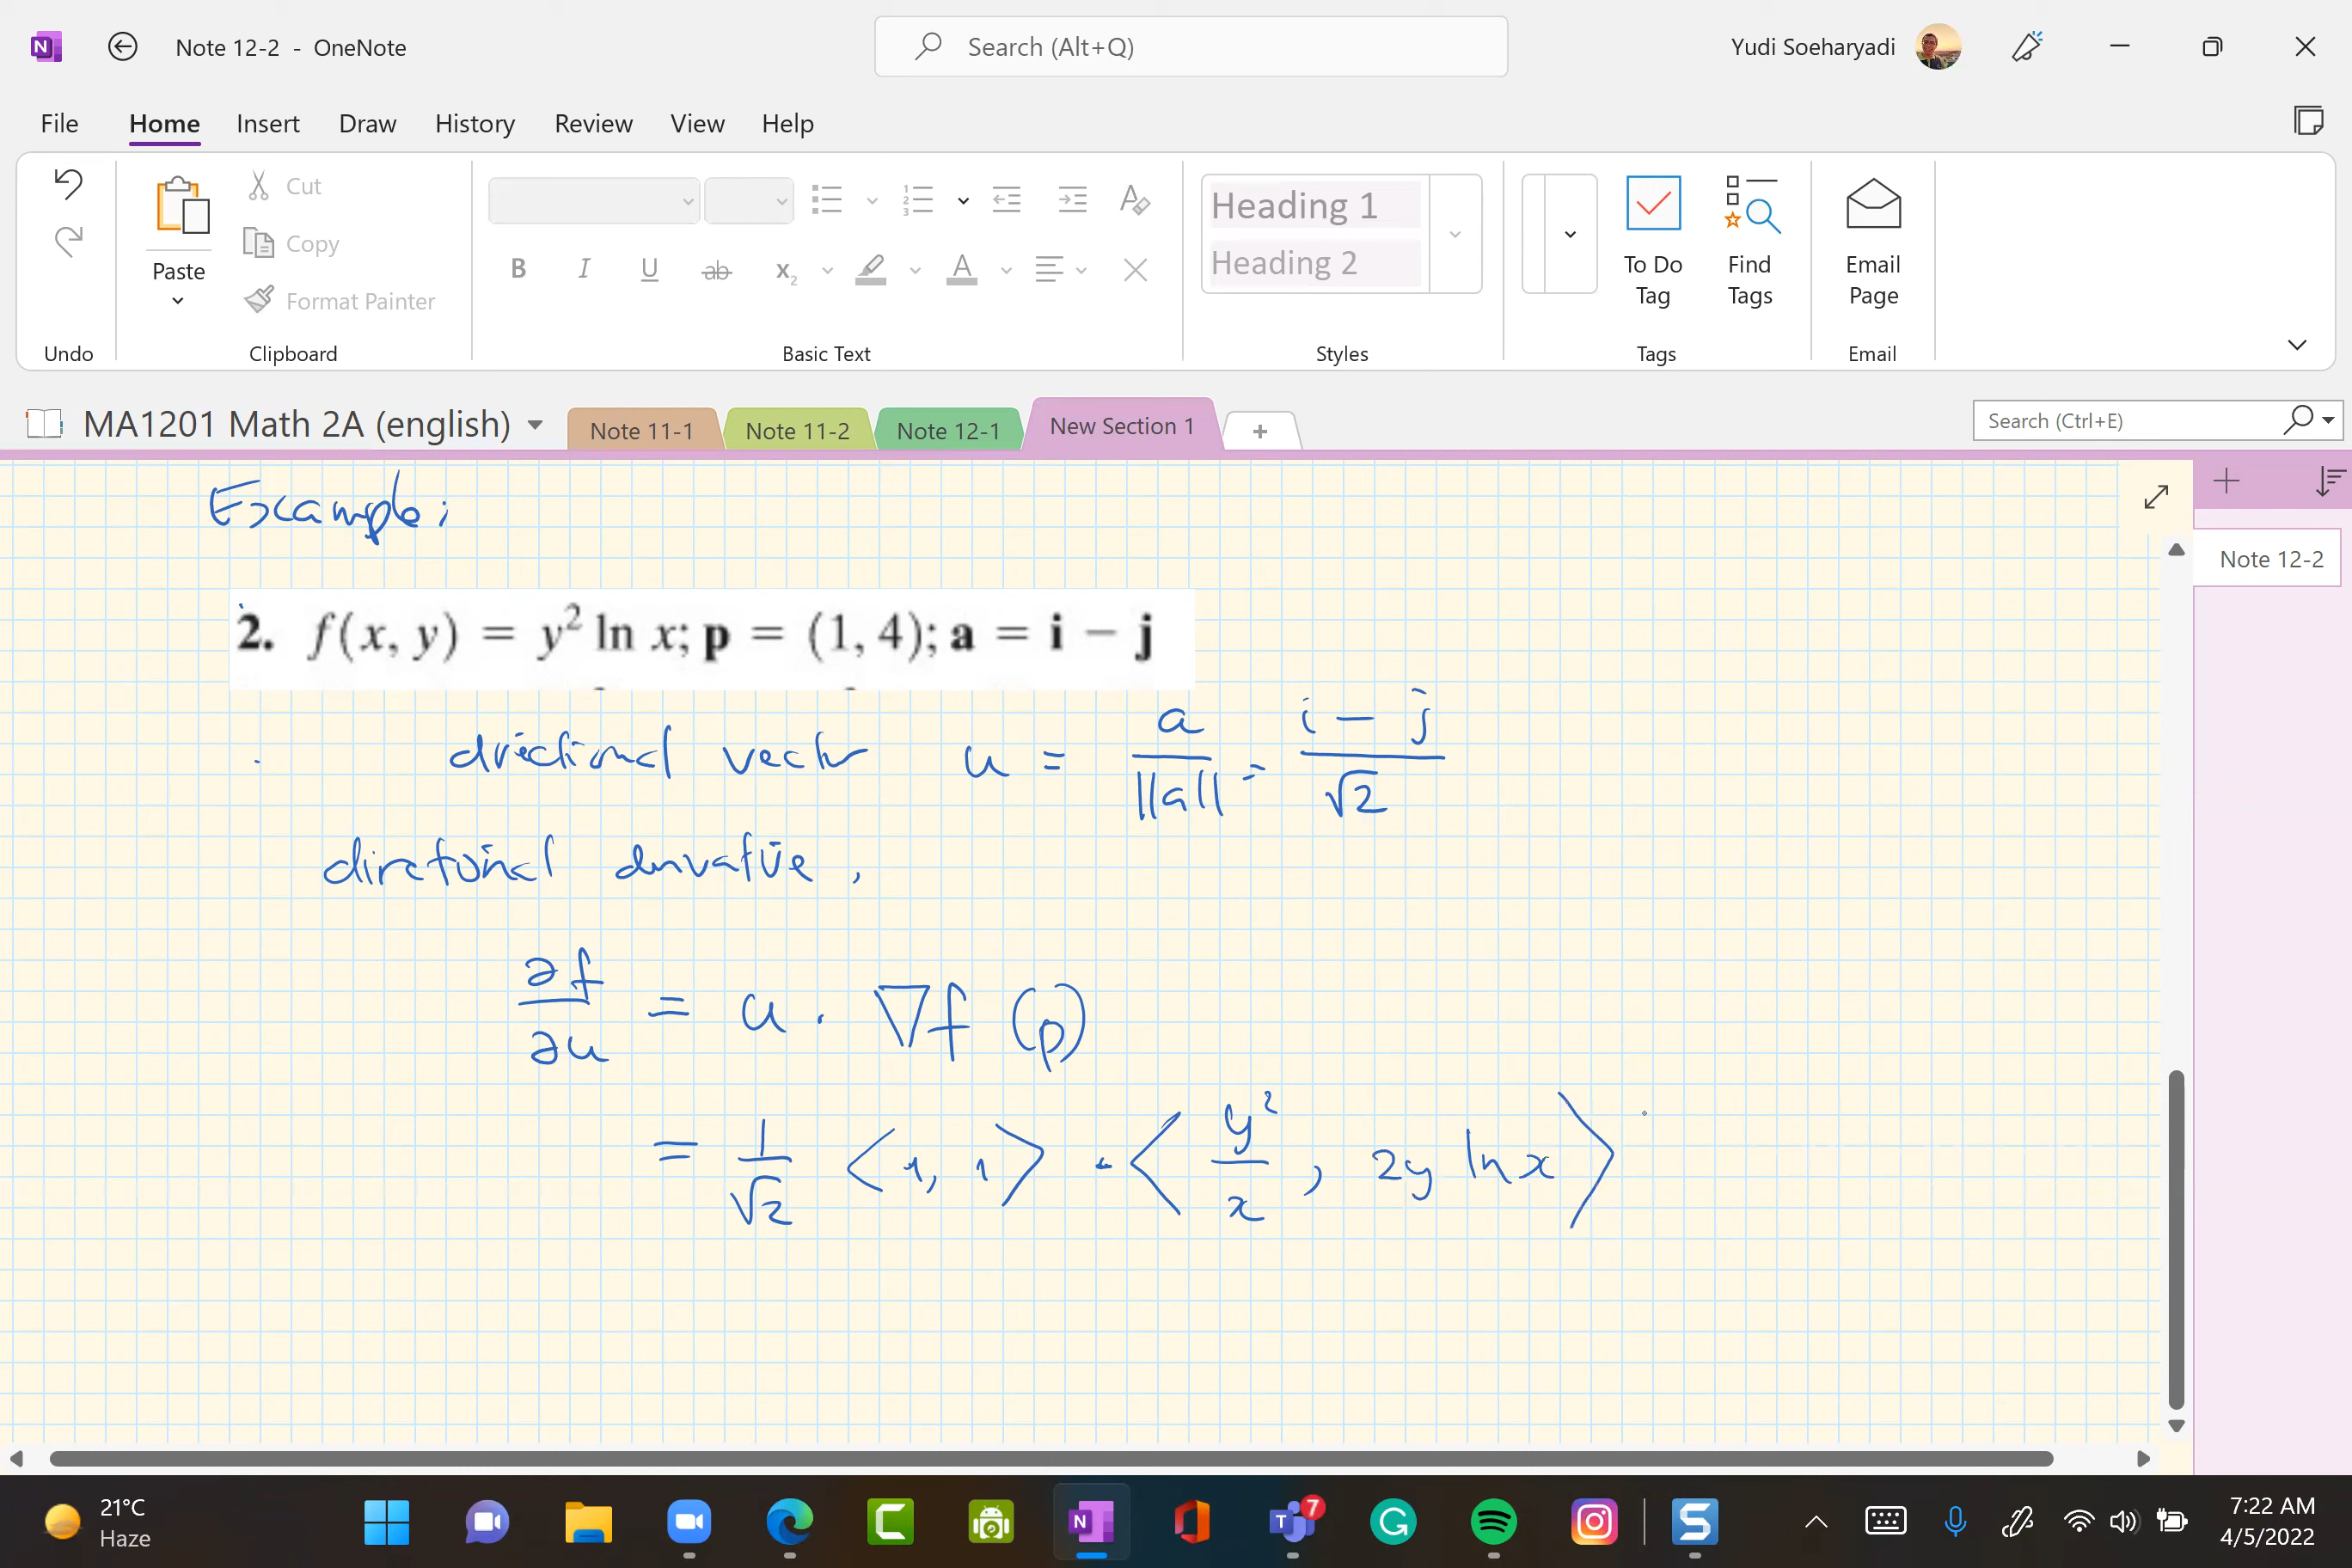 Note 12-2 - OneNote
Search (Alt+Q)
Yudi Soeharyadi
File Home Insert Draw History Review View Help
Paste
Cut
Copy
Format Painter
Undo
Clipboard
B I U ab x₂ A
Basic Text
Heading 1
Heading 2
Styles
To Do Tag
Find Tags
Tags
Email Page
Email
MA1201 Math 2A (english)
Note 11-1
Note 11-2
Note 12-1
New Section 1
+
Search (Ctrl+E)
Note 12-2
Example;
2. f(x, y) = y² ln x; p = (1, 4); a = i − j
directional vector u = a / ||a|| = i − j / √2
directional derivative,
∂f/∂u = u · ∇f (p)
= 1/√2 <1, 1> · <y²/x, 2y ln x>
21°C
Haze
7
7:22 AM
4/5/2022